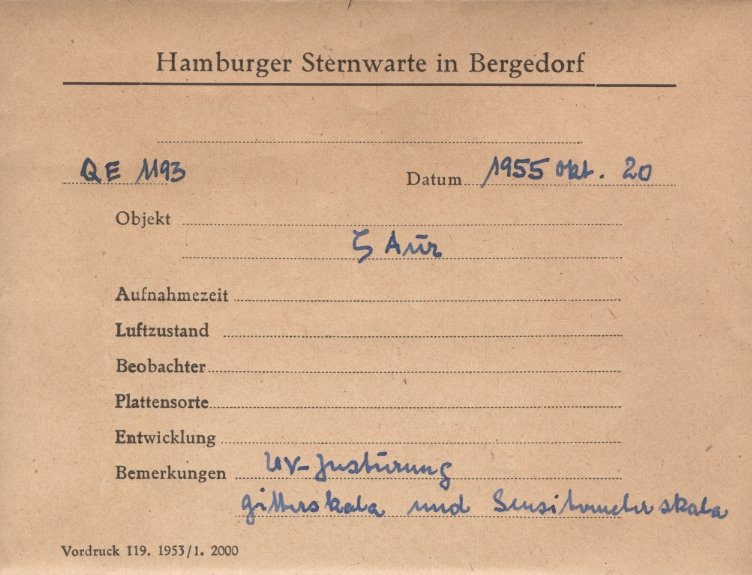 Hamburger Sternwarte in Bergedorf
QE 1193 Datum 1955 Okt. 20
Objekt
ζ Aur
Aufnahmezeit
Luftzustand
Beobachter
Plattensorte
Entwicklung
Bemerkungen UV-Justierung
Gitterskala und Sensitometerskala
Vordruck 119. 1953/1. 2000